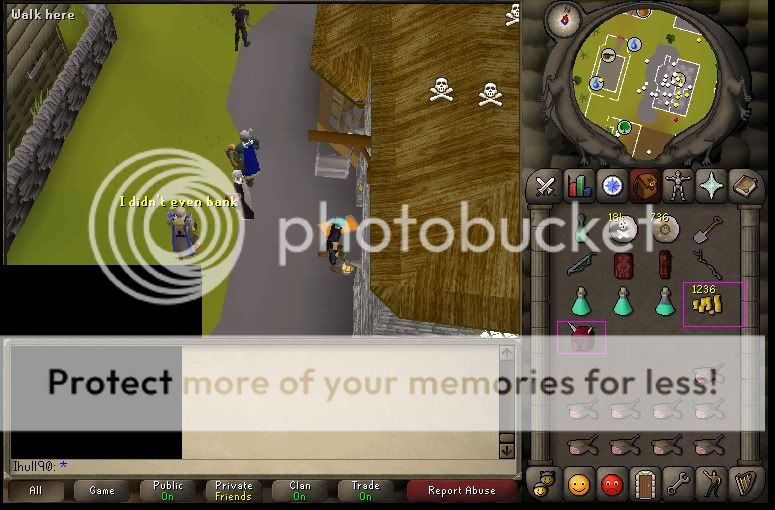 Walk here
I didn't even bank
184
736
1236
photobucket
Protect more of your memories for less!
Ihull90: *
All
Game
Public
On
Private
Friends
Clan
On
Trade
On
Report Abuse